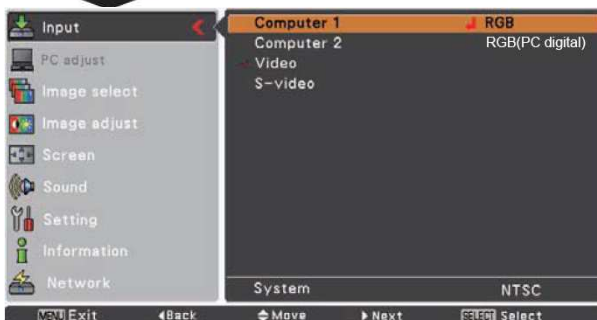 Input
PC adjust
Image select
Image adjust
Screen
Sound
Setting
Information
Network
Computer 1 RGB
Computer 2 RGB(PC digital)
Video
S-video
System NTSC
MENU Exit Back Move Next SELECT Select